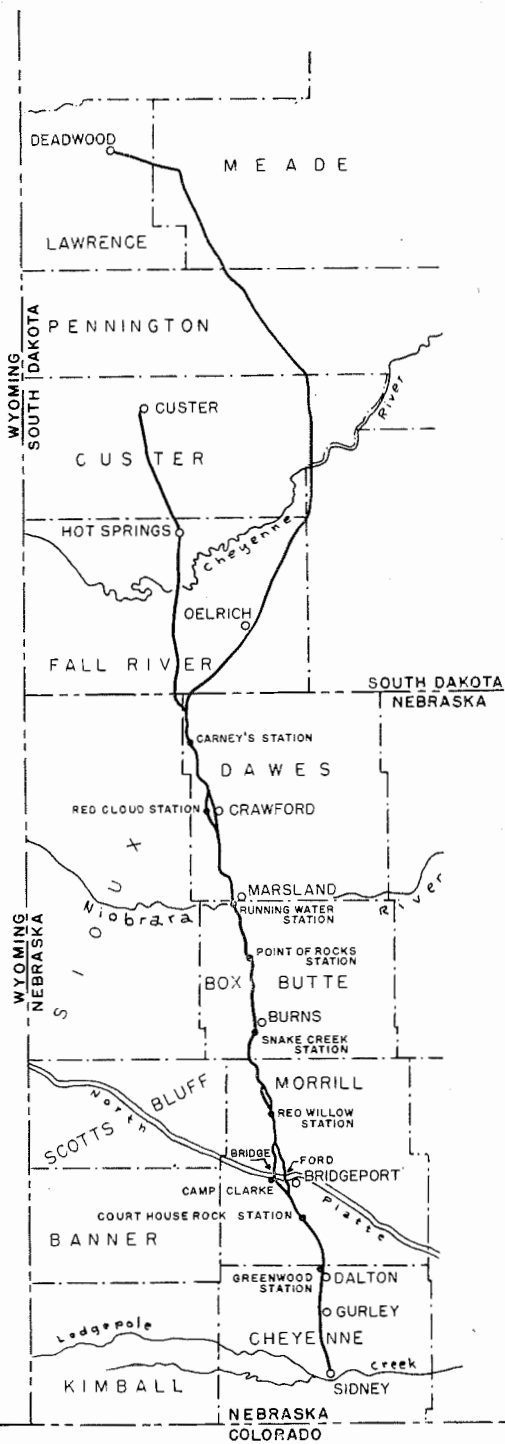 DEADWOOD
MEADE
LAWRENCE
PENNINGTON
WYOMING
SOUTH DAKOTA
CUSTER
River
CUSTER
HOT SPRINGS
Cheyenne
OELRICH
FALL RIVER
SOUTH DAKOTA
NEBRASKA
CARNEY'S STATION
DAWES
RED CLOUD STATION
CRAWFORD
SIOUX
MARSLAND
Niobrara
River
RUNNING WATER
STATION
WYOMING
NEBRASKA
POINT OF ROCKS
STATION
BOX BUTTE
BURNS
SNAKE CREEK
STATION
MORRILL
SCOTTS BLUFF
North
RED WILLOW
STATION
BRIDGE
FORD
BRIDGEPORT
CAMP CLARKE
Platte
COURT HOUSE ROCK STATION
BANNER
GREENWOOD
STATION
DALTON
GURLEY
Lodgepole
CHEYENNE
Creek
KIMBALL
SIDNEY
NEBRASKA
COLORADO